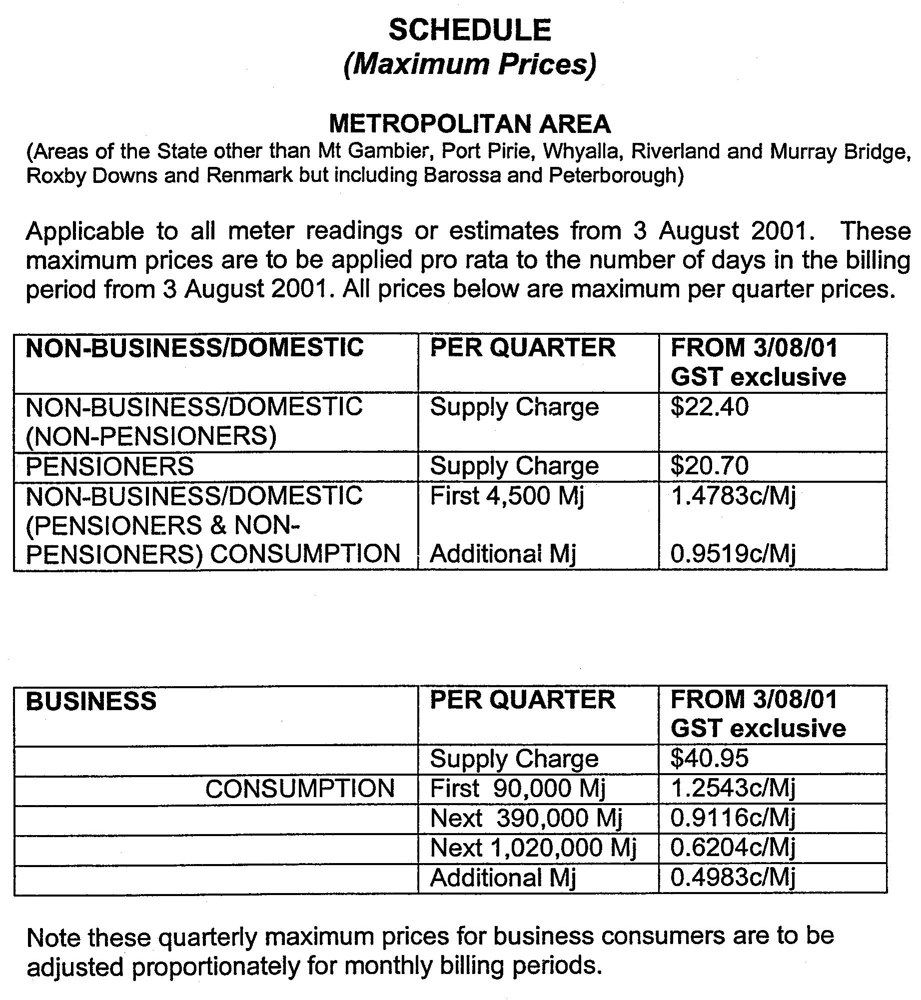 SCHEDULE
(Maximum Prices)
METROPOLITAN AREA
(Areas of the State other than Mt Gambier, Port Pirie, Whyalla, Riverland and Murray Bridge,
Roxby Downs and Renmark but including Barossa and Peterborough)
Applicable to all meter readings or estimates from 3 August 2001. These
maximum prices are to be applied pro rata to the number of days in the billing
period from 3 August 2001. All prices below are maximum per quarter prices.
NON-BUSINESS/DOMESTIC PER QUARTER FROM 3/08/01
GST exclusive
NON-BUSINESS/DOMESTIC Supply Charge $22.40
(NON-PENSIONERS)
PENSIONERS Supply Charge $20.70
NON-BUSINESS/DOMESTIC First 4,500 Mj 1.4783c/Mj
(PENSIONERS & NON-
PENSIONERS) CONSUMPTION Additional Mj 0.9519c/Mj
BUSINESS PER QUARTER FROM 3/08/01
GST exclusive
Supply Charge $40.95
CONSUMPTION First 90,000 Mj 1.2543c/Mj
Next 390,000 Mj 0.9116c/Mj
Next 1,020,000 Mj 0.6204c/Mj
Additional Mj 0.4983c/Mj
Note these quarterly maximum prices for business consumers are to be
adjusted proportionately for monthly billing periods.